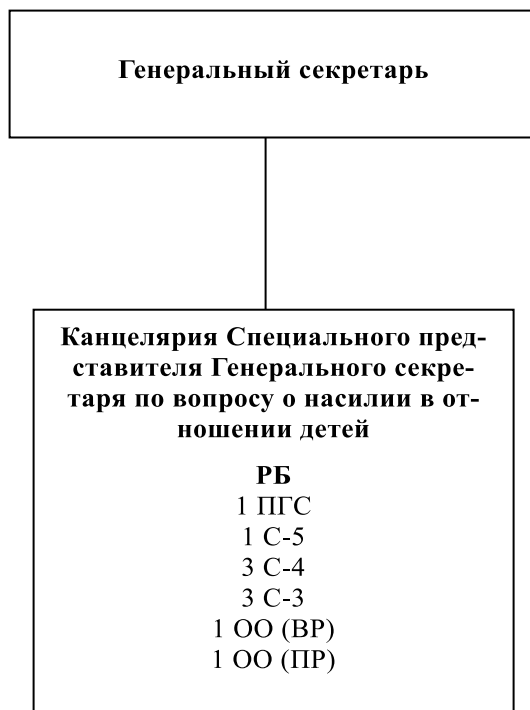 Генеральный секретарь
Канцелярия Специального пред-
ставителя Генерального секре-
таря по вопросу о насилии в от-
ношении детей
РБ
1 ПГС
1 С-5
3 С-4
3 С-3
1 ОО (ВР)
1 ОО (ПР)